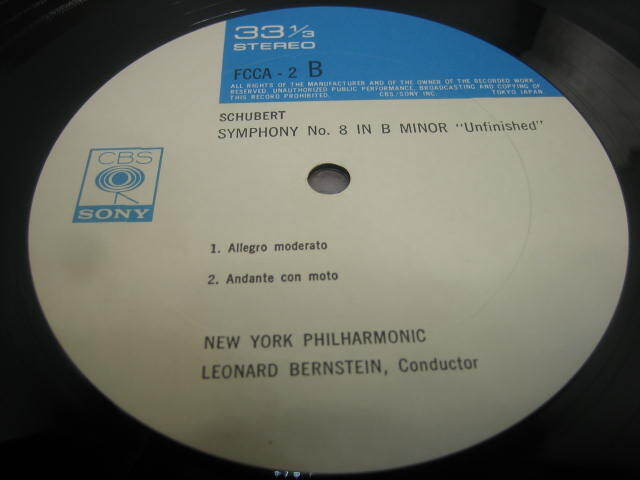 33 1/3
STEREO
FCCA - 2 B
ALL RIGHTS OF THE MANUFACTURER AND OF THE OWNER OF THE RECORDED WORK
RESERVED. UNAUTHORIZED PUBLIC PERFORMANCE, BROADCASTING AND COPYING OF
THIS RECORD PROHIBITED. CBS/SONY INC. TOKYO JAPAN
SCHUBERT
SYMPHONY No. 8 IN B MINOR "Unfinished"
CBS
SONY
1. Allegro moderato
2. Andante con moto
NEW YORK PHILHARMONIC
LEONARD BERNSTEIN, Conductor